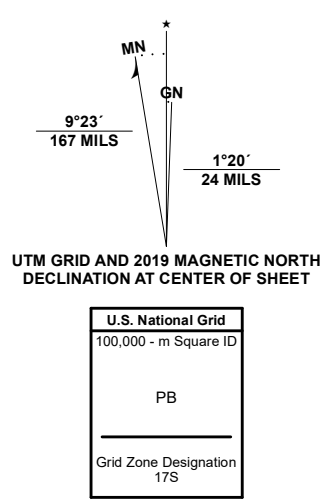 ★
MN
GN
9°23´
167 MILS
1°20´
24 MILS
UTM GRID AND 2019 MAGNETIC NORTH
DECLINATION AT CENTER OF SHEET
U.S. National Grid
100,000 - m Square ID
PB
Grid Zone Designation
17S